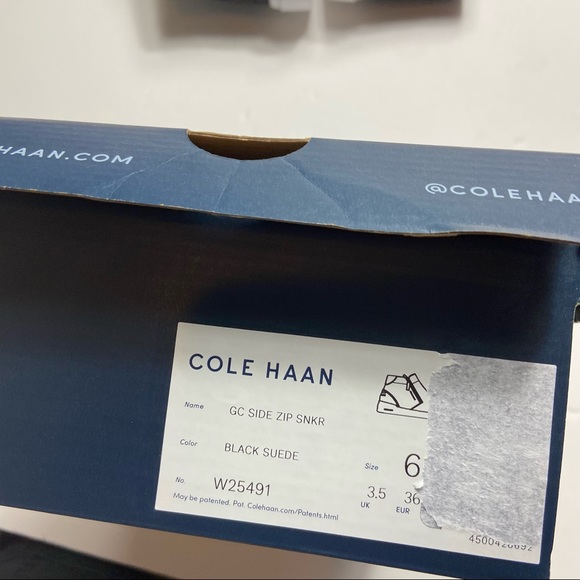 HAAN.COM
@COLEHAA
COLE HAAN
Name GC SIDE ZIP SNKR
Color BLACK SUEDE
Size 6
No. W25491
3.5 36
UK EUR
May be patented. Pat. Colehaan.com/Patents.html